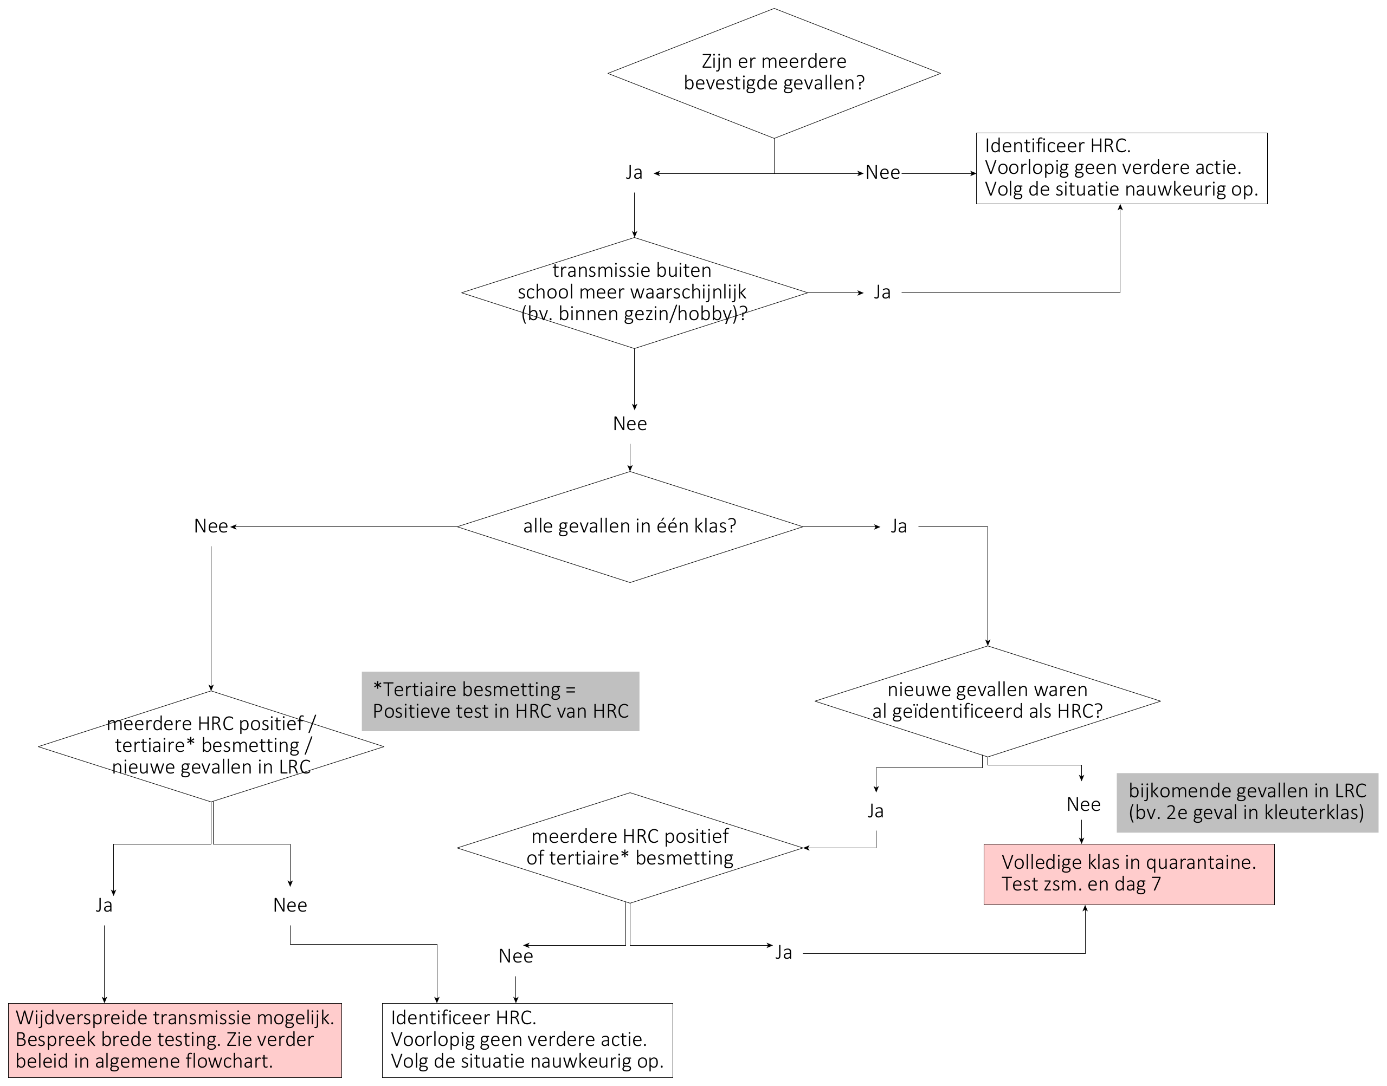 Zijn er meerdere
bevestigde gevallen?
Identificeer HRC.
Voorlopig geen verdere actie.
Volg de situatie nauwkeurig op.
Ja
Nee
transmissie buiten
school meer waarschijnlijk
(bv. binnen gezin/hobby)?
Ja
Nee
alle gevallen in één klas?
Nee
Ja
*Tertiaire besmetting =
Positieve test in HRC van HRC
nieuwe gevallen waren
al geïdentificeerd als HRC?
meerdere HRC positief /
tertiaire* besmetting /
nieuwe gevallen in LRC
Ja
Nee
bijkomende gevallen in LRC
(bv. 2e geval in kleuterklas)
meerdere HRC positief
of tertiaire* besmetting
Volledige klas in quarantaine.
Test zsm. en dag 7
Ja
Nee
Nee
Ja
Wijdverspreide transmissie mogelijk.
Bespreek brede testing. Zie verder
beleid in algemene flowchart.
Identificeer HRC.
Voorlopig geen verdere actie.
Volg de situatie nauwkeurig op.